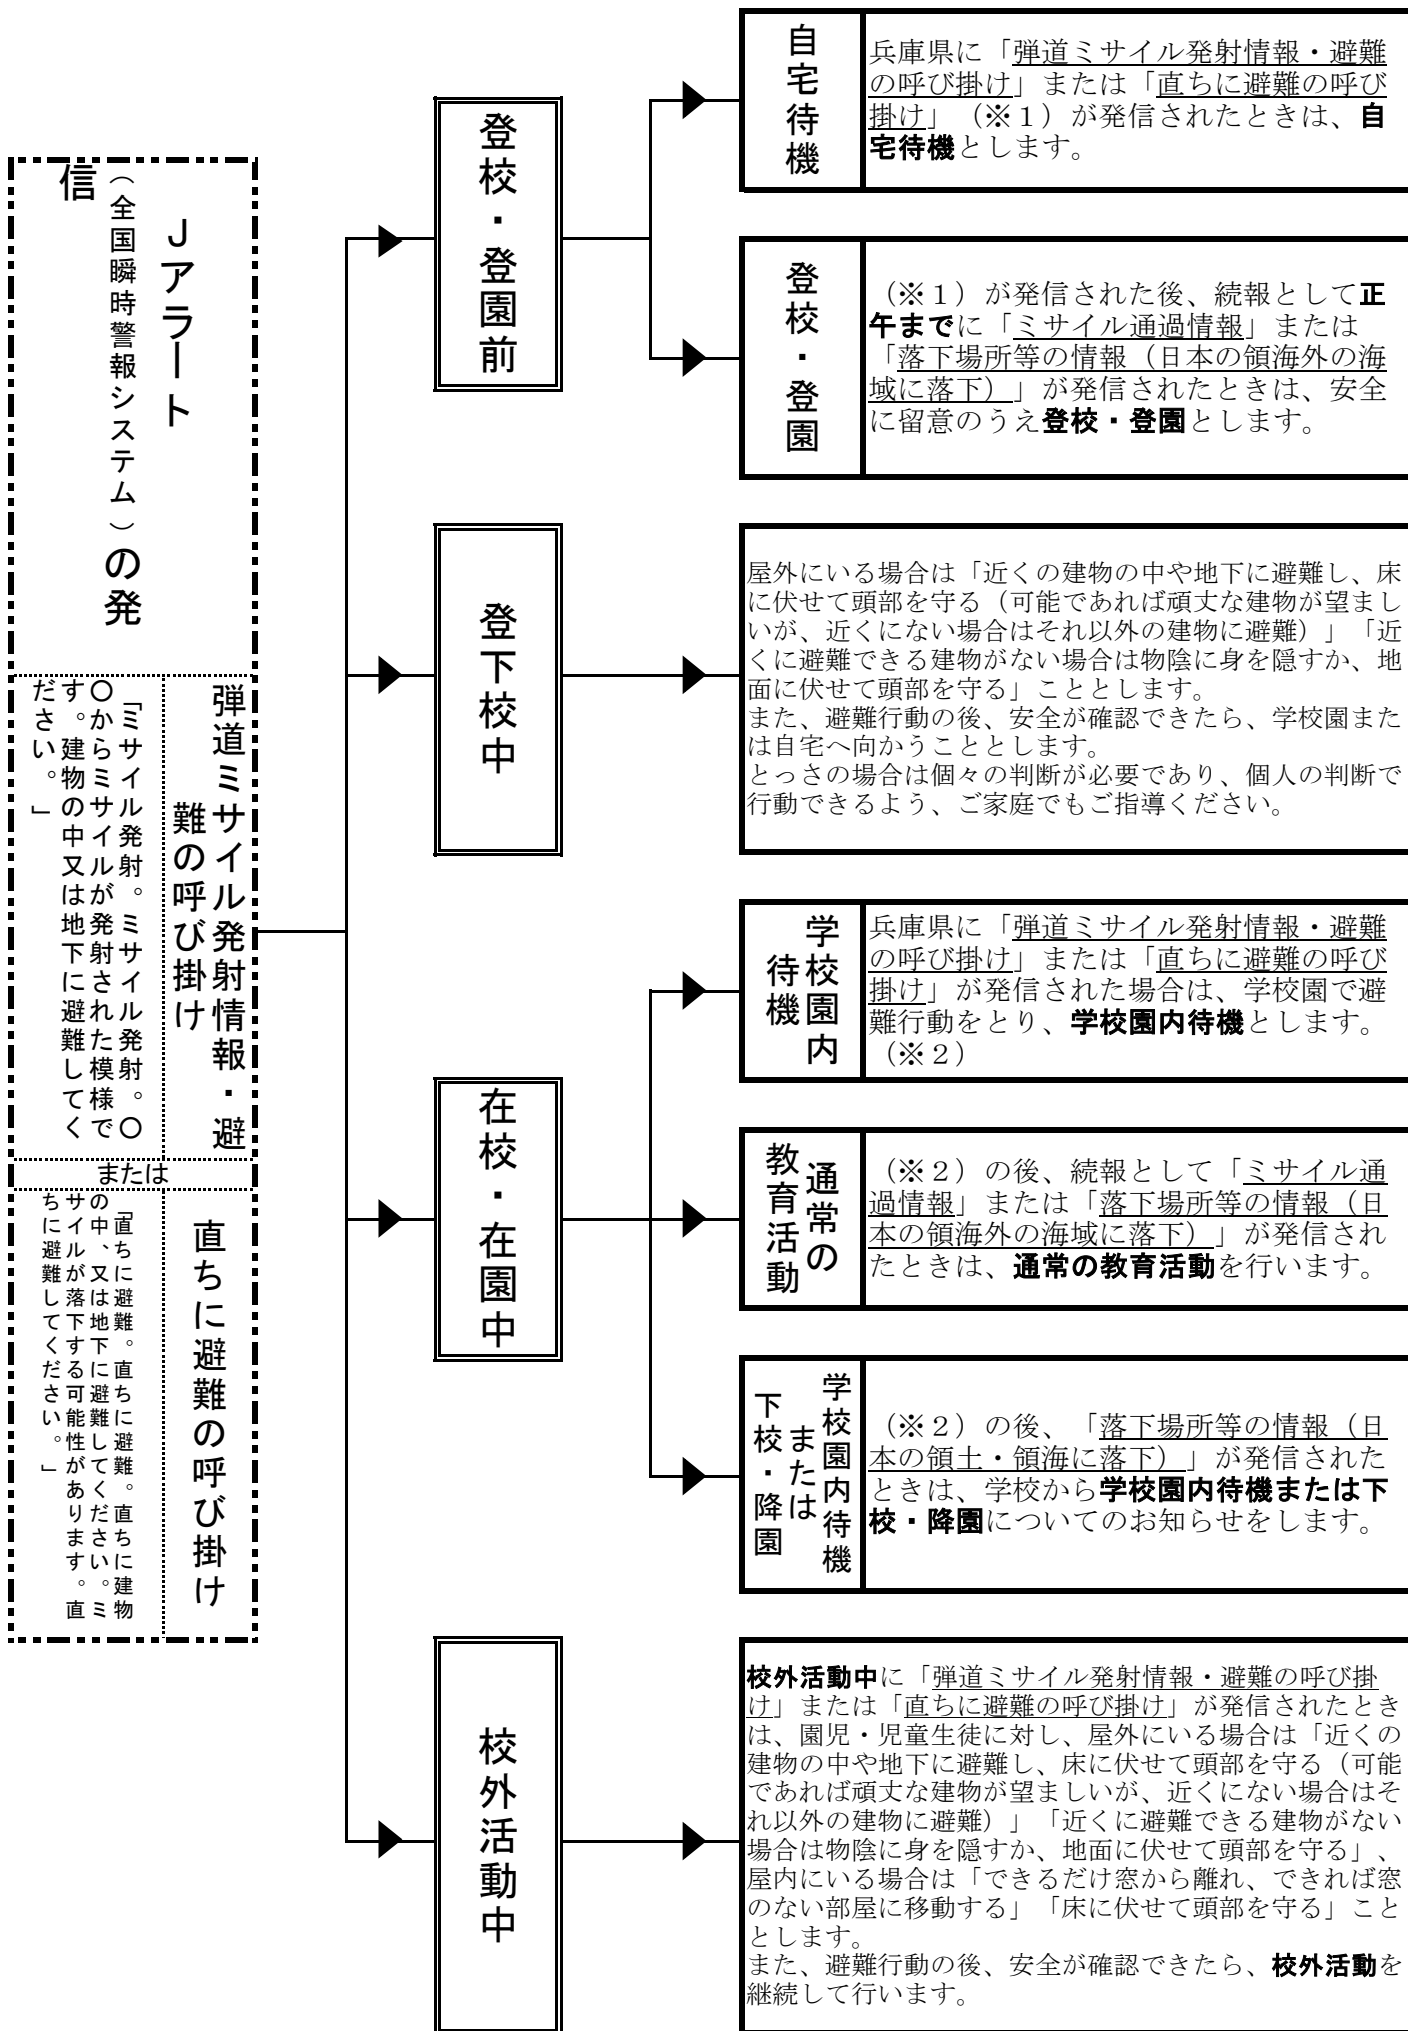 Ｊアラート
（全国瞬時警報システム）の発
信
弾道ミサイル発射情報・避
難の呼び掛け
「ミサイル発射。ミサイル発射。〇
〇からミサイルが発射された模様で
す。建物の中又は地下に避難してく
ださい。」
または
直ちに避難の呼び掛け
「直ちに避難。直ちに避難。直ちに建物
の中、又は地下に避難してください。ミ
サイルが落下する可能性があります。直
ちに避難してください。」
登校・登園前
自宅待機
兵庫県に「弾道ミサイル発射情報・避難
の呼び掛け」または「直ちに避難の呼び
掛け」（※１）が発信されたときは、自
宅待機とします。
登校・登園
（※１）が発信された後、続報として正
午までに「ミサイル通過情報」または
「落下場所等の情報（日本の領海外の海
域に落下）」が発信されたときは、安全
に留意のうえ登校・登園とします。
登下校中
屋外にいる場合は「近くの建物の中や地下に避難し、床
に伏せて頭部を守る（可能であれば頑丈な建物が望まし
いが、近くにない場合はそれ以外の建物に避難）」「近
くに避難できる建物がない場合は物陰に身を隠すか、地
面に伏せて頭部を守る」こととします。
また、避難行動の後、安全が確認できたら、学校園また
は自宅へ向かうこととします。
とっさの場合は個々の判断が必要であり、個人の判断で
行動できるよう、ご家庭でもご指導ください。
在校・在園中
学校園内
待機
兵庫県に「弾道ミサイル発射情報・避難
の呼び掛け」または「直ちに避難の呼び
掛け」が発信された場合は、学校園で避
難行動をとり、学校園内待機とします。
（※２）
通常の
教育活動
（※２）の後、続報として「ミサイル通
過情報」または「落下場所等の情報（日
本の領海外の海域に落下）」が発信され
たときは、通常の教育活動を行います。
学校園内待機
または
下校・降園
（※２）の後、「落下場所等の情報（日
本の領土・領海に落下）」が発信された
ときは、学校から学校園内待機または下
校・降園についてのお知らせをします。
校外活動中
校外活動中に「弾道ミサイル発射情報・避難の呼び掛
け」または「直ちに避難の呼び掛け」が発信されたとき
は、園児・児童生徒に対し、屋外にいる場合は「近くの
建物の中や地下に避難し、床に伏せて頭部を守る（可能
であれば頑丈な建物が望ましいが、近くにない場合はそ
れ以外の建物に避難）」「近くに避難できる建物がない
場合は物陰に身を隠すか、地面に伏せて頭部を守る」、
屋内にいる場合は「できるだけ窓から離れ、できれば窓
のない部屋に移動する」「床に伏せて頭部を守る」こと
とします。
また、避難行動の後、安全が確認できたら、校外活動を
継続して行います。